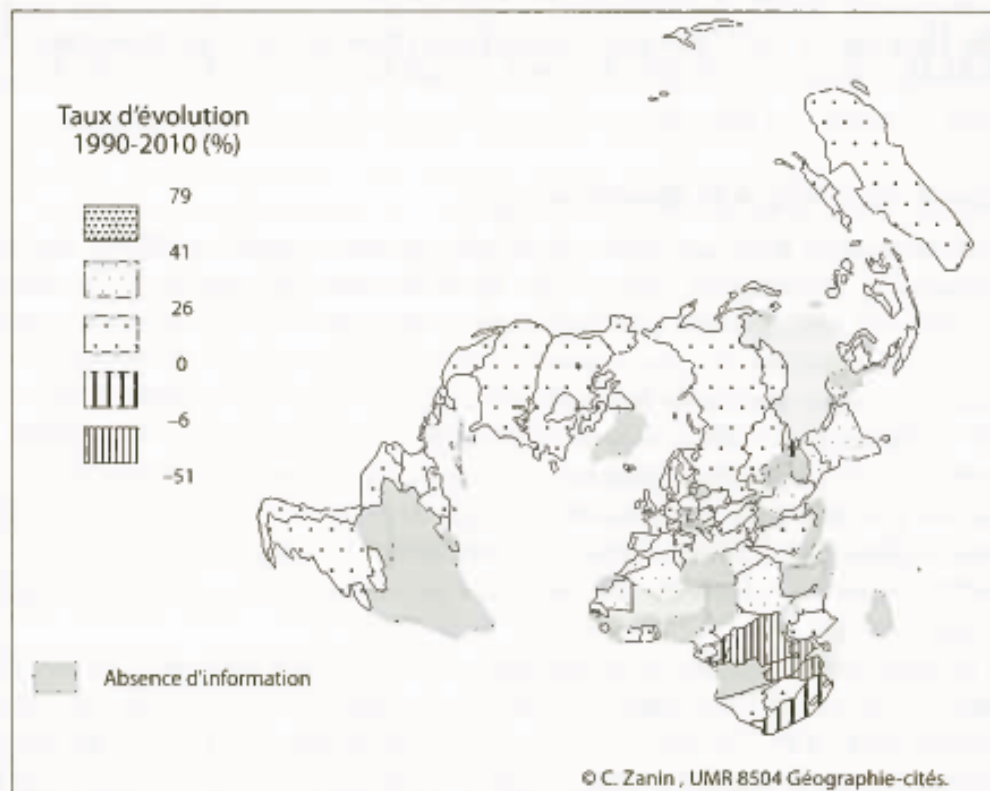 Taux d'évolution
1990-2010 (%)
79
41
26
0
–6
–51
Absence d'information
© C. Zanin , UMR 8504 Géographie-cités.